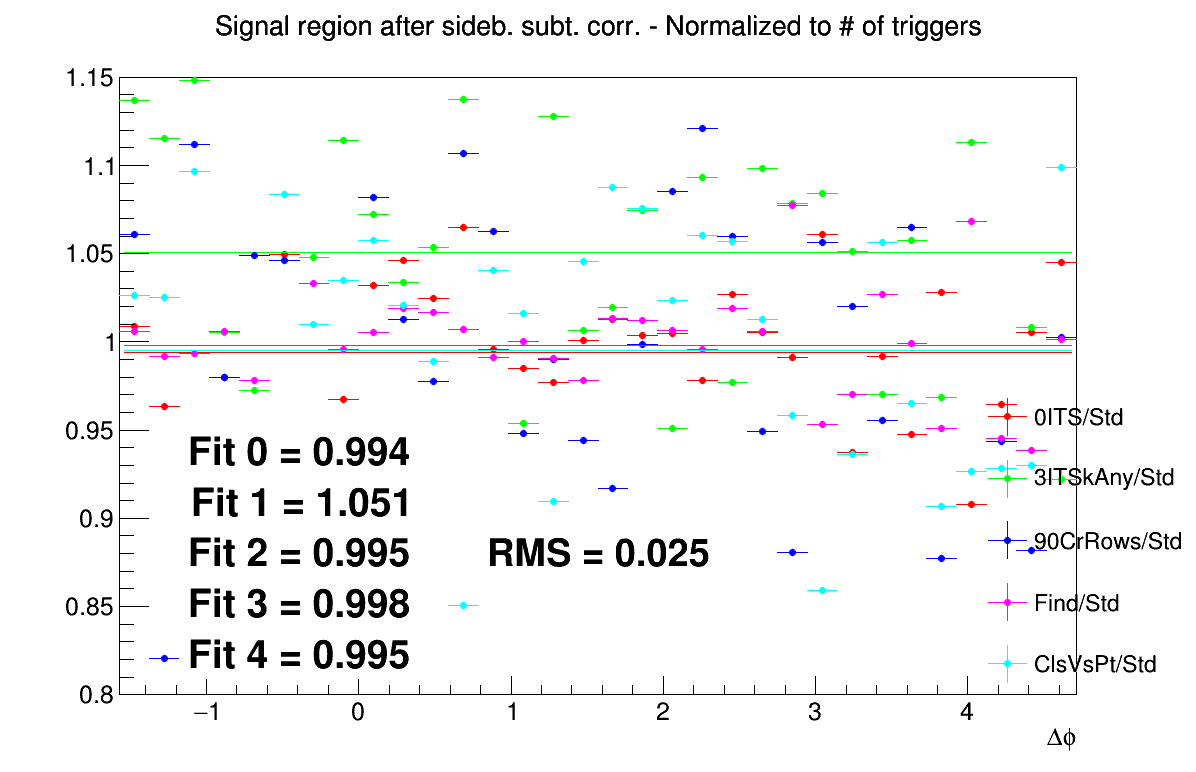 Signal region after sideb. subt. corr. - Normalized to # of triggers
1.15
1.1
1.05
1
0.95
0.9
0.85
0.8
Fit 0 = 0.994
Fit 1 = 1.051
Fit 2 = 0.995
RMS = 0.025
Fit 3 = 0.998
Fit 4 = 0.995
0ITS/Std
3ITSkAny/Std
90CrRows/Std
Find/Std
ClsVsPt/Std
−1 0 1 2 3 4
Δϕ